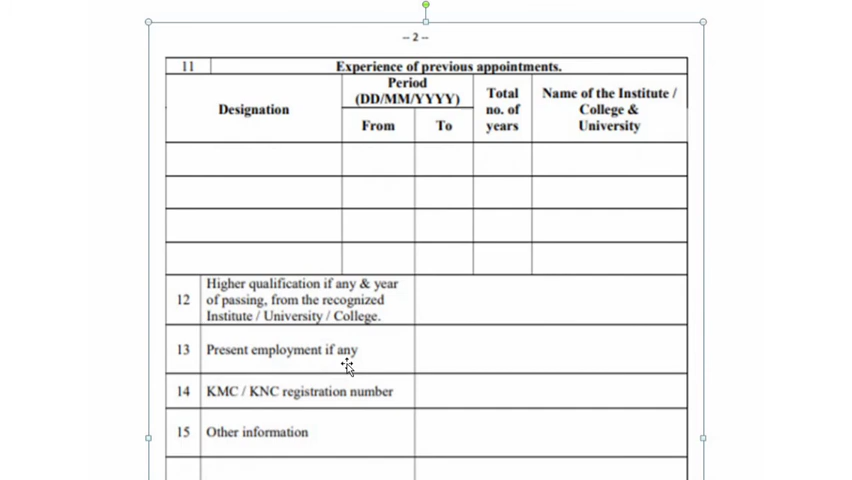 -- 2 --
11 Experience of previous appointments.
Designation
Period
(DD/MM/YYYY)
From To
Total
no. of
years
Name of the Institute /
College &
University
12 Higher qualification if any & year
of passing, from the recognized
Institute / University / College.
13 Present employment if any
14 KMC / KNC registration number
15 Other information